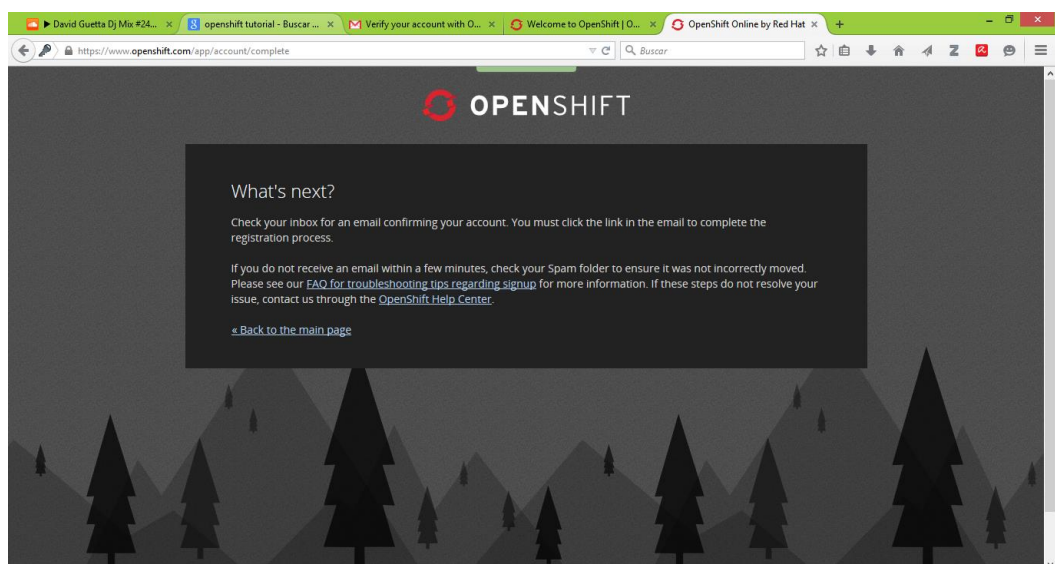 ▶ David Guetta Dj Mix #24...
openshift tutorial - Buscar ...
Verify your account with O...
Welcome to OpenShift | O...
OpenShift Online by Red Hat
https://www.openshift.com/app/account/complete
Buscar
OPENSHIFT
What's next?
Check your inbox for an email confirming your account. You must click the link in the email to complete the
registration process.
If you do not receive an email within a few minutes, check your Spam folder to ensure it was not incorrectly moved.
Please see our FAQ for troubleshooting tips regarding signup for more information. If these steps do not resolve your
issue, contact us through the OpenShift Help Center.
« Back to the main page